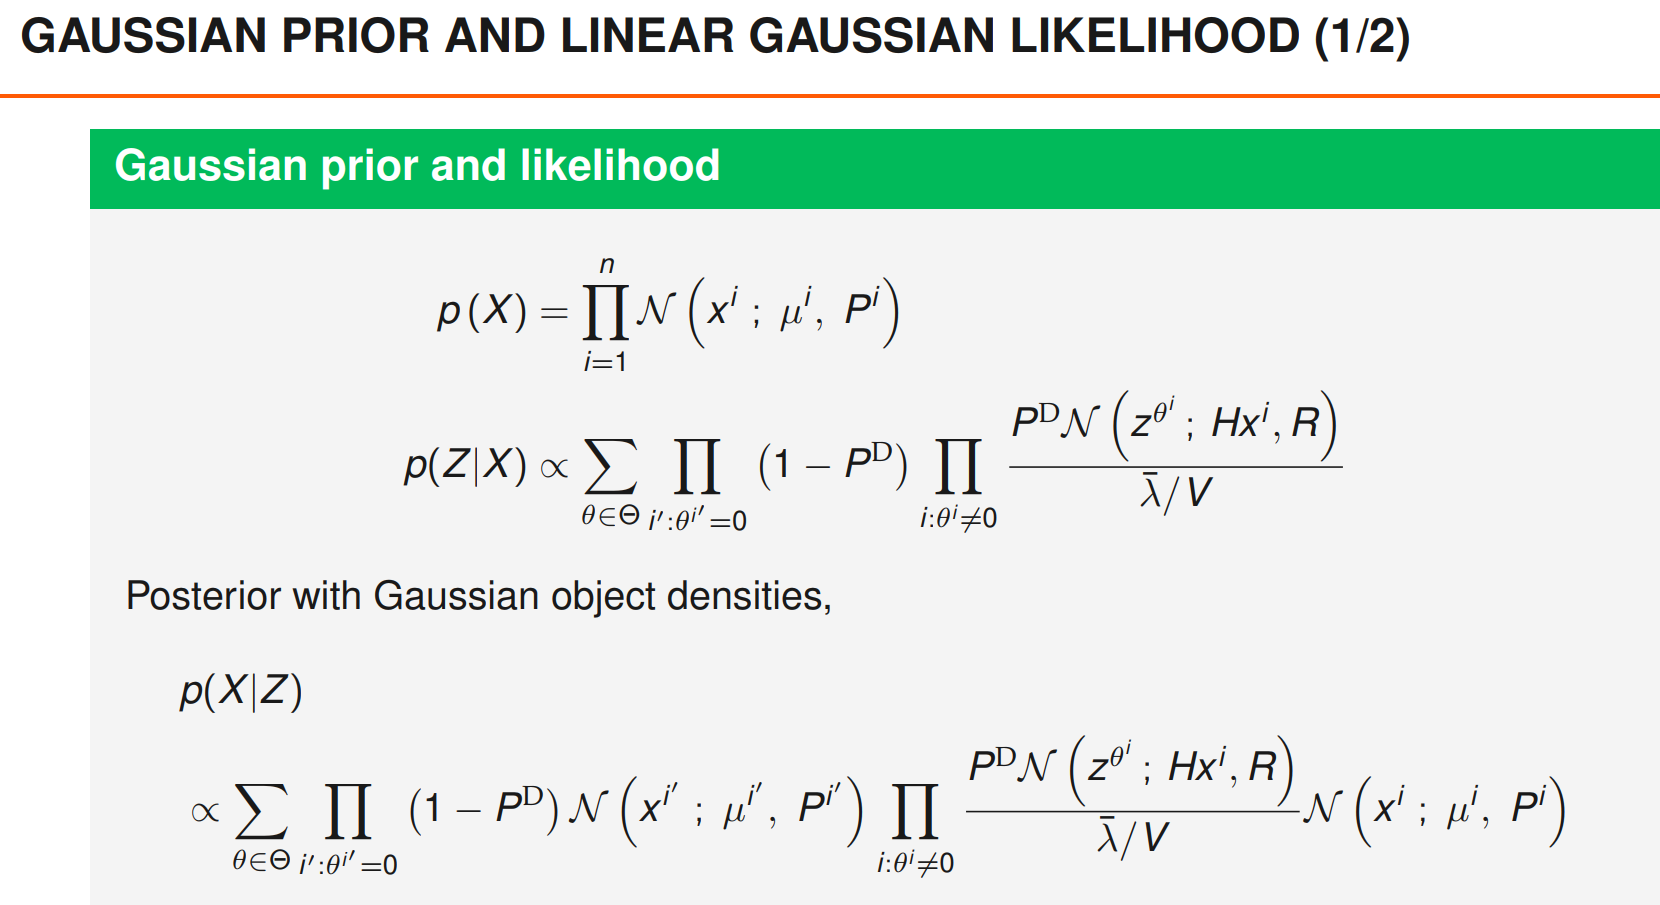 GAUSSIAN PRIOR AND LINEAR GAUSSIAN LIKELIHOOD (1/2)
Gaussian prior and likelihood
$p(X) = \prod_{i=1}^{n} \mathcal{N}\left(x^i ; \mu^i, P^i\right)$
$p(Z|X) \propto \sum_{\theta \in \Theta} \prod_{i':\theta^{i'}=0} (1 - P^{\mathrm{D}}) \prod_{i:\theta^i \neq 0} \frac{P^{\mathrm{D}} \mathcal{N}\left(z^{\theta^i} ; Hx^i, R\right)}{\bar{\lambda}/V}$
Posterior with Gaussian object densities,
$p(X|Z)$
$\propto \sum_{\theta \in \Theta} \prod_{i':\theta^{i'}=0} (1 - P^{\mathrm{D}}) \mathcal{N}\left(x^{i'} ; \mu^{i'}, P^{i'}\right) \prod_{i:\theta^i \neq 0} \frac{P^{\mathrm{D}} \mathcal{N}\left(z^{\theta^i} ; Hx^i, R\right)}{\bar{\lambda}/V} \mathcal{N}\left(x^i ; \mu^i, P^i\right)$